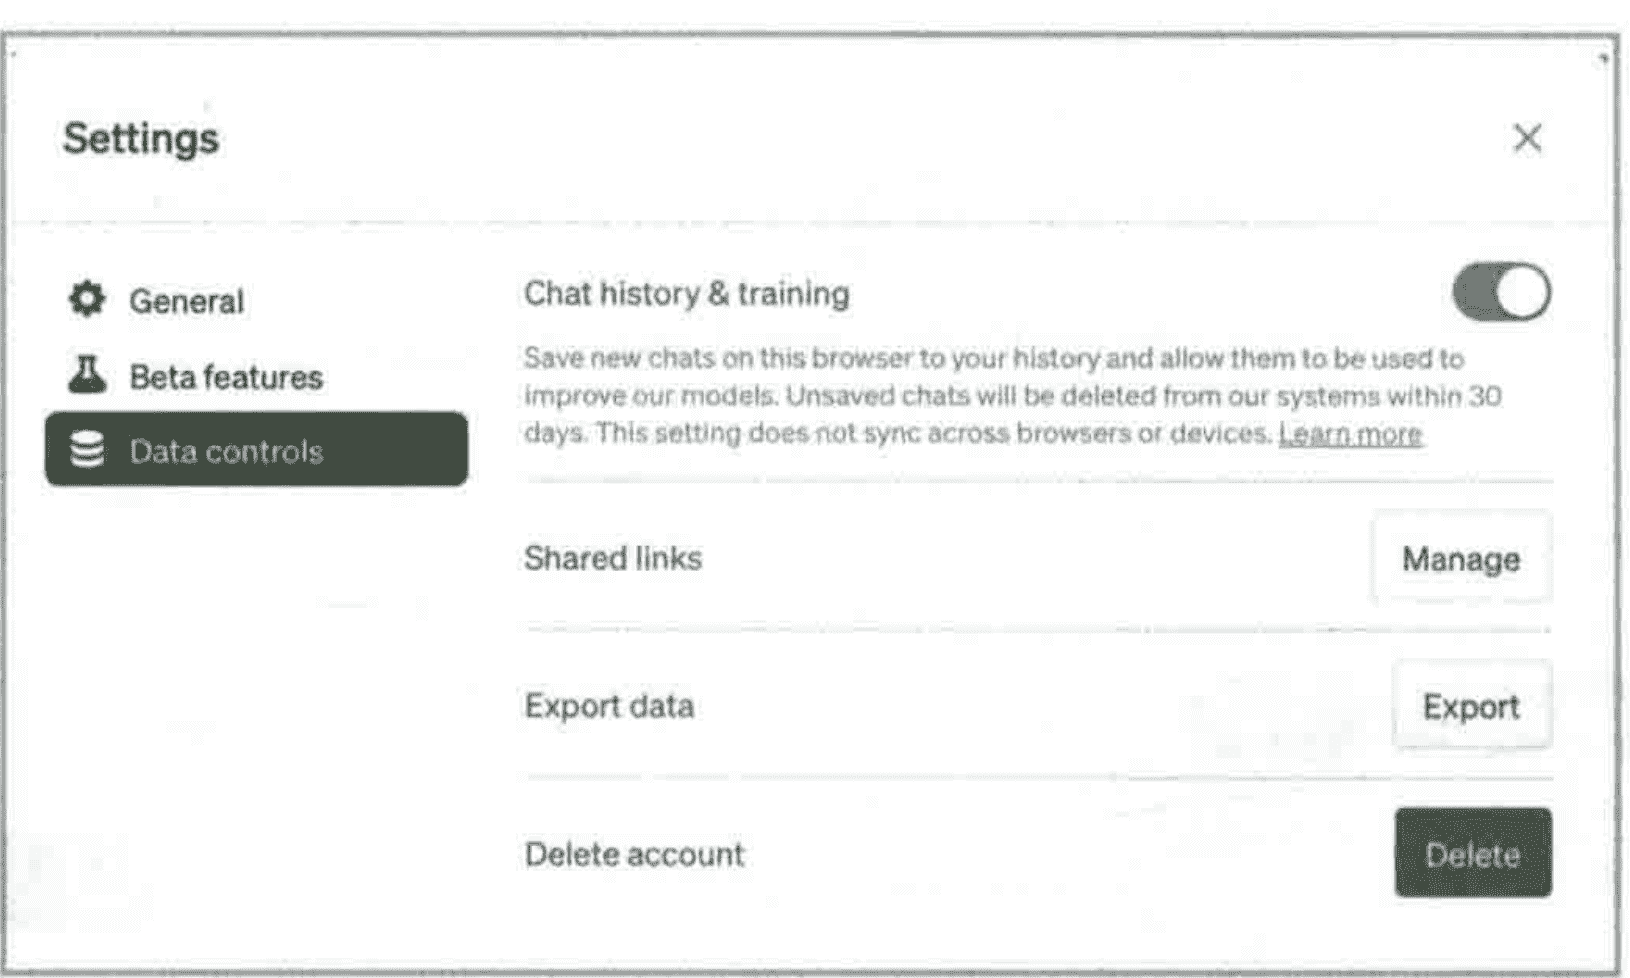 Settings
General
Beta features
Data controls
Chat history & training
Save new chats on this browser to your history and allow them to be used to
improve our models. Unsaved chats will be deleted from our systems within 30
days. This setting does not sync across browsers or devices. Learn more
Shared links
Manage
Export data
Export
Delete account
Delete